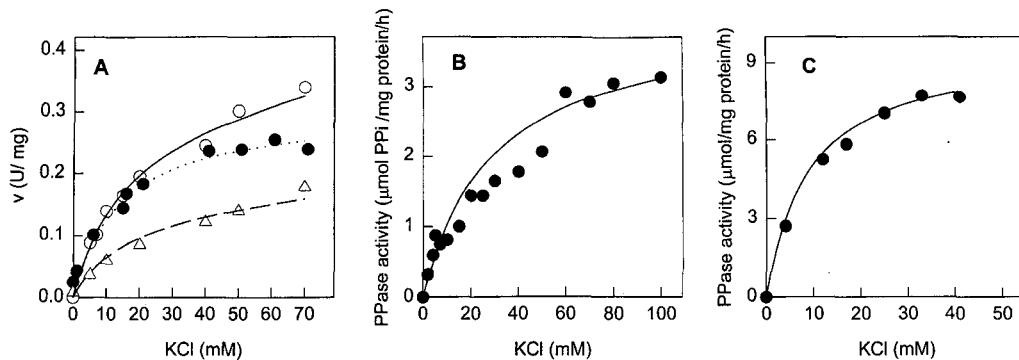 A
v (U/ mg)
0.4
0.3
0.2
0.1
0.0
0 10 20 30 40 50 60 70
KCl (mM)
B
PPase activity (μmol PPi /mg protein/h)
3
2
1
0
0 20 40 60 80 100
KCl (mM)
C
PPase activity (μmol/mg protein/h)
9
6
3
0
0 10 20 30 40 50
KCl (mM)